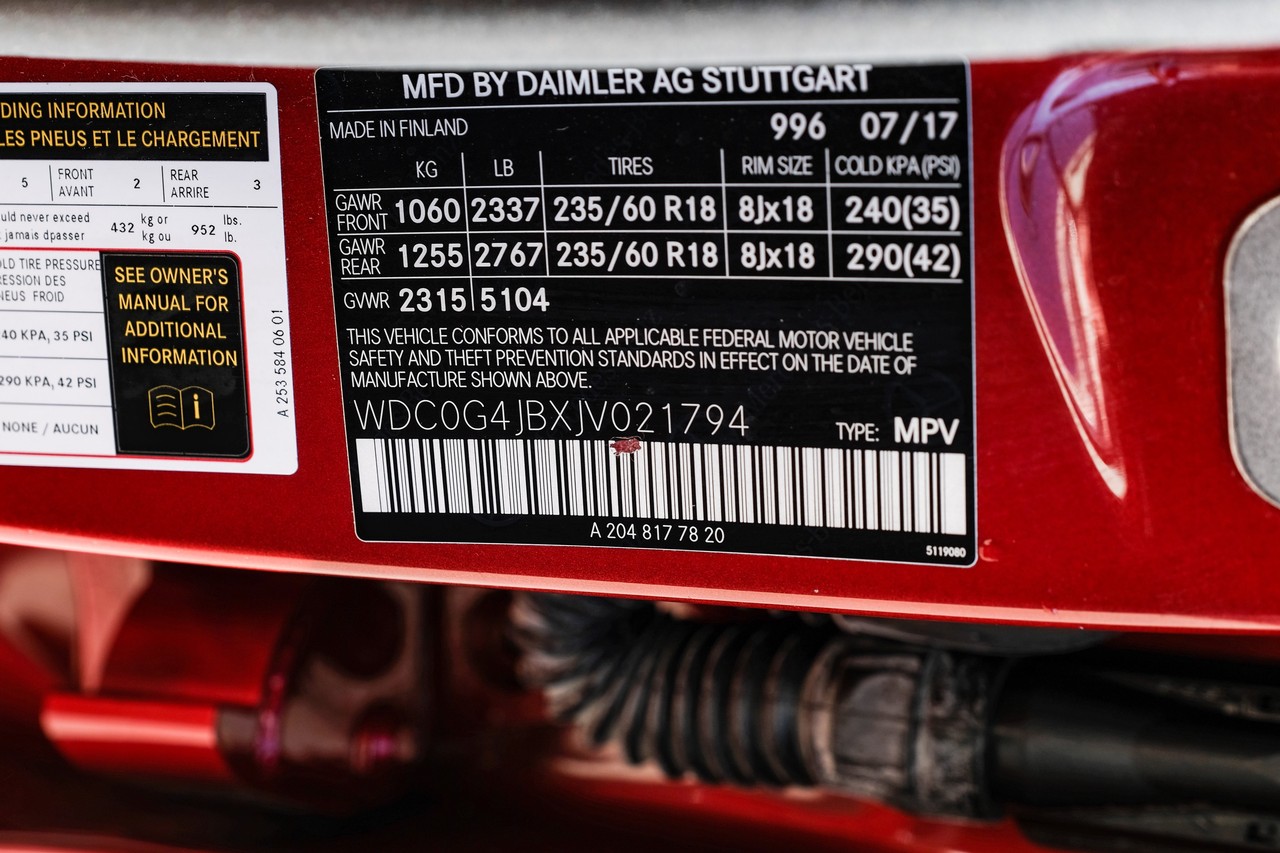 DING INFORMATION
LES PNEUS ET LE CHARGEMENT
5 FRONT AVANT 2 REAR ARRIRE 3
uld never exceed
jamais dpasser
432 kg or kg ou 952 lbs. lb.
OLD TIRE PRESSURE
RESSION DES
NEUS FROID
40 KPA, 35 PSI
290 KPA, 42 PSI
NONE / AUCUN
SEE OWNER'S
MANUAL FOR
ADDITIONAL
INFORMATION
i
A 253 584 06 01
MFD BY DAIMLER AG STUTTGART
MADE IN FINLAND 996 07/17
KG LB TIRES RIM SIZE COLD KPA(PSI)
GAWR FRONT 1060 2337 235/60 R18 8Jx18 240(35)
GAWR REAR 1255 2767 235/60 R18 8Jx18 290(42)
GVWR 2315 5104
THIS VEHICLE CONFORMS TO ALL APPLICABLE FEDERAL MOTOR VEHICLE
SAFETY AND THEFT PREVENTION STANDARDS IN EFFECT ON THE DATE OF
MANUFACTURE SHOWN ABOVE.
WDC0G4JBXJV021794 TYPE: MPV
A 204 817 78 20
5119080